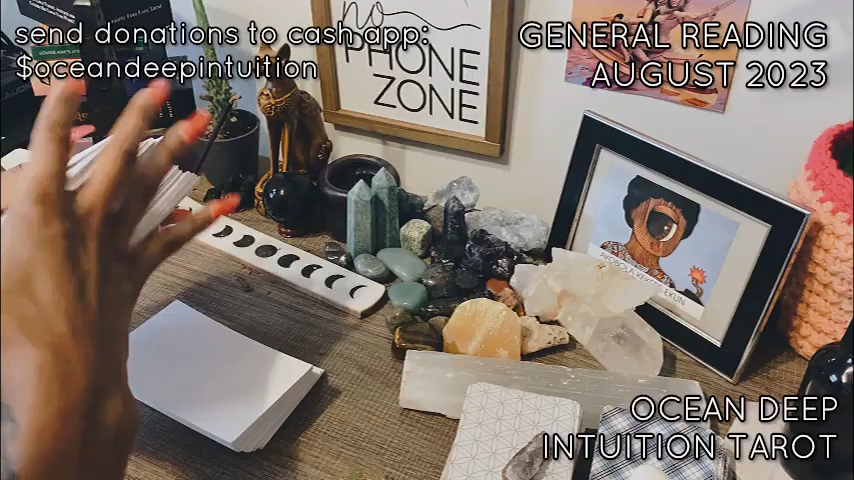 send donations to cash app:
$oceandeepintuition
GENERAL READING
AUGUST 2023
no
PHONE
ZONE
OCEAN DEEP
INTUITION TAROT